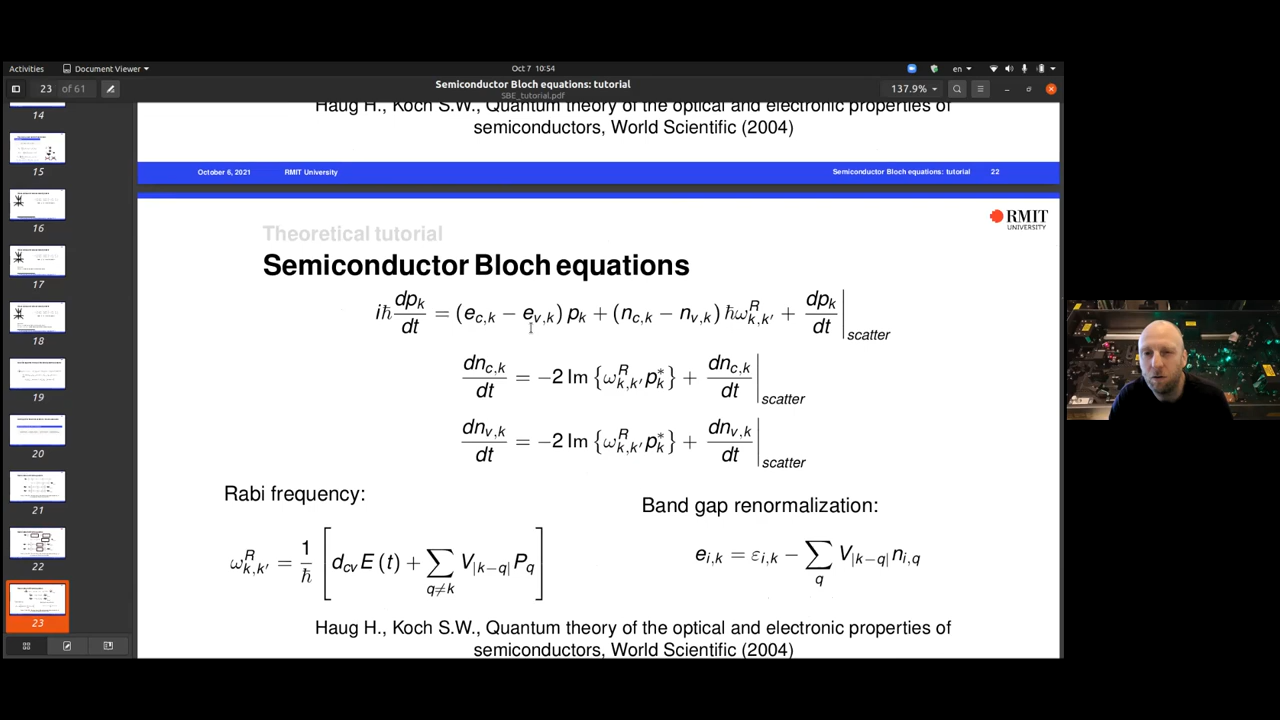 Activities Document Viewer Oct 7 10:54 en
23 of 61 Semiconductor Bloch equations: tutorial 137.9%
SBE_tutorial.pdf
14
15
16
17
18
19
20
21
22
23
Haug H., Koch S.W., Quantum theory of the optical and electronic properties of
semiconductors, World Scientific (2004)
October 6, 2021 RMIT University Semiconductor Bloch equations: tutorial 22
RMIT
UNIVERSITY
Theoretical tutorial
Semiconductor Bloch equations
iħ dp_k/dt = (e_{c,k} − e_{v,k}) p_k + (n_{c,k} − n_{v,k}) ħω^R_{k,k′} + dp_k/dt |_{scatter}
dn_{c,k}/dt = −2 Im {ω^R_{k,k′} p^*_k} + dn_{c,k}/dt |_{scatter}
dn_{v,k}/dt = −2 Im {ω^R_{k,k′} p^*_k} + dn_{v,k}/dt |_{scatter}
Rabi frequency:
ω^R_{k,k′} = 1/ħ [d_{cv}E (t) + ∑_{q≠k} V_{|k−q|} P_q]
Band gap renormalization:
e_{i,k} = ε_{i,k} − ∑_q V_{|k−q|} n_{i,q}
Haug H., Koch S.W., Quantum theory of the optical and electronic properties of
semiconductors, World Scientific (2004)